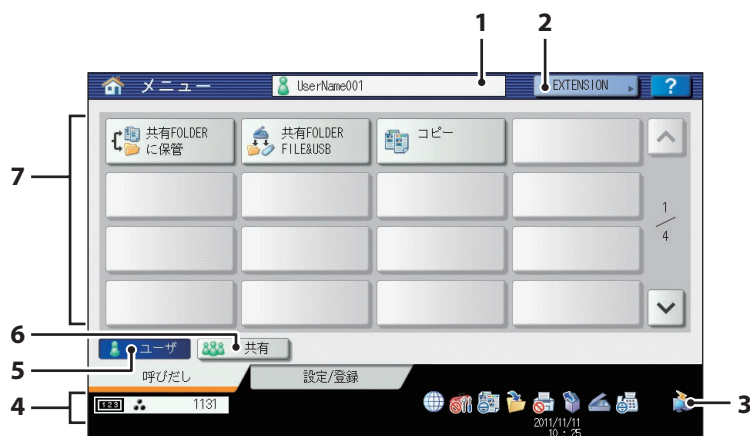 1 2
メニュー UserName001 EXTENSION ?
共有FOLDER
に保管
共有FOLDER
FILE&USB
コピー
7
1
4
6
ユーザ 共有
5
呼びだし 設定/登録
4 123 1131 3
2011/11/11
10 : 25